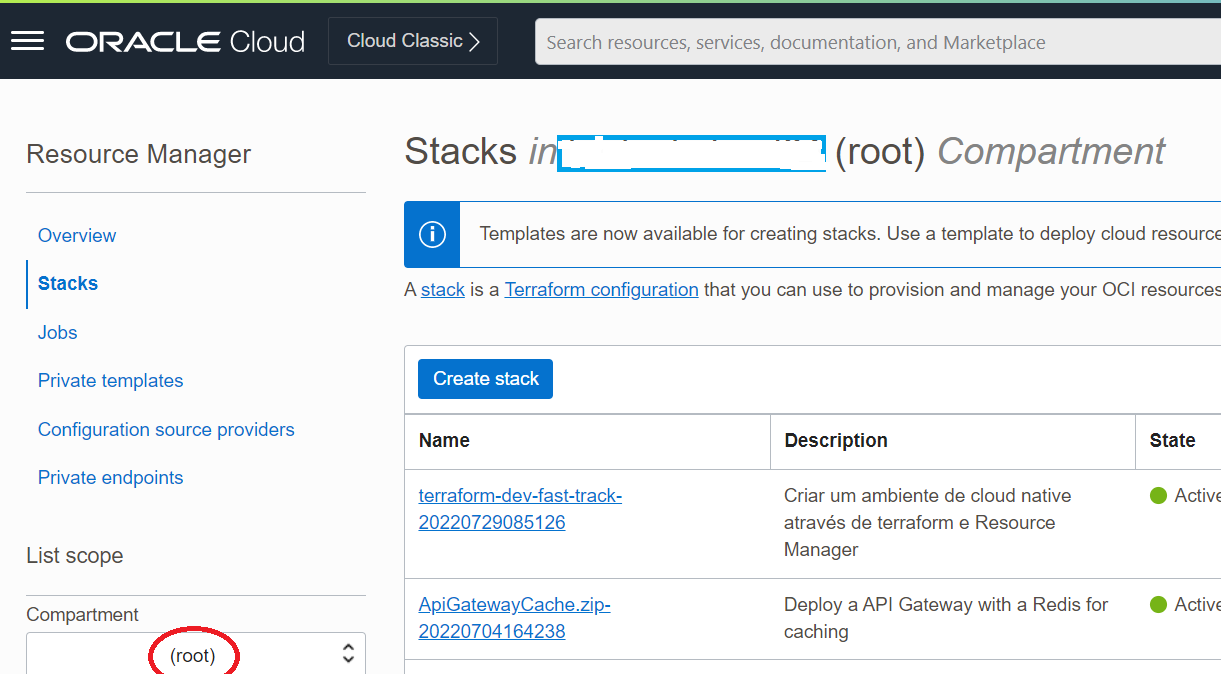 ORACLE Cloud
Cloud Classic
Search resources, services, documentation, and Marketplace
Resource Manager
Overview
Stacks
Jobs
Private templates
Configuration source providers
Private endpoints
List scope
Compartment
(root)
Stacks in (root) Compartment
Templates are now available for creating stacks. Use a template to deploy cloud resource
A stack is a Terraform configuration that you can use to provision and manage your OCI resources
Create stack
Name Description State
terraform-dev-fast-track-
20220729085126
Criar um ambiente de cloud native
através de terraform e Resource
Manager
Active
ApiGatewayCache.zip-
20220704164238
Deploy a API Gateway with a Redis for
caching
Active